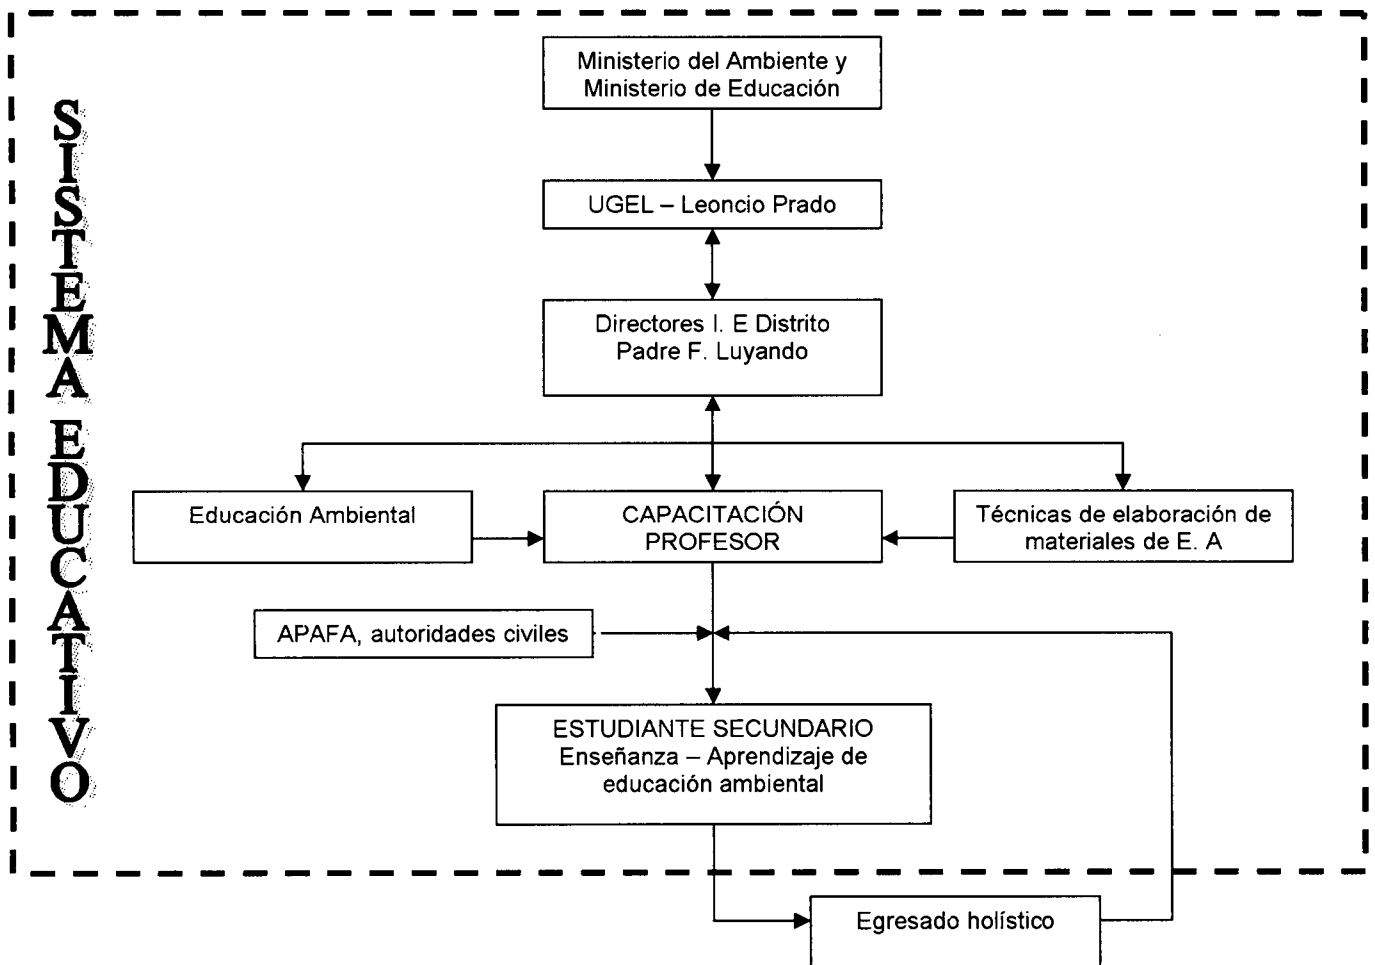 SISTEMA EDUCATIVO
Ministerio del Ambiente y
Ministerio de Educación
UGEL – Leoncio Prado
Directores I. E Distrito
Padre F. Luyando
Educación Ambiental
CAPACITACIÓN
PROFESOR
Técnicas de elaboración de
materiales de E. A
APAFA, autoridades civiles
ESTUDIANTE SECUNDARIO
Enseñanza – Aprendizaje de
educación ambiental
Egresado holístico